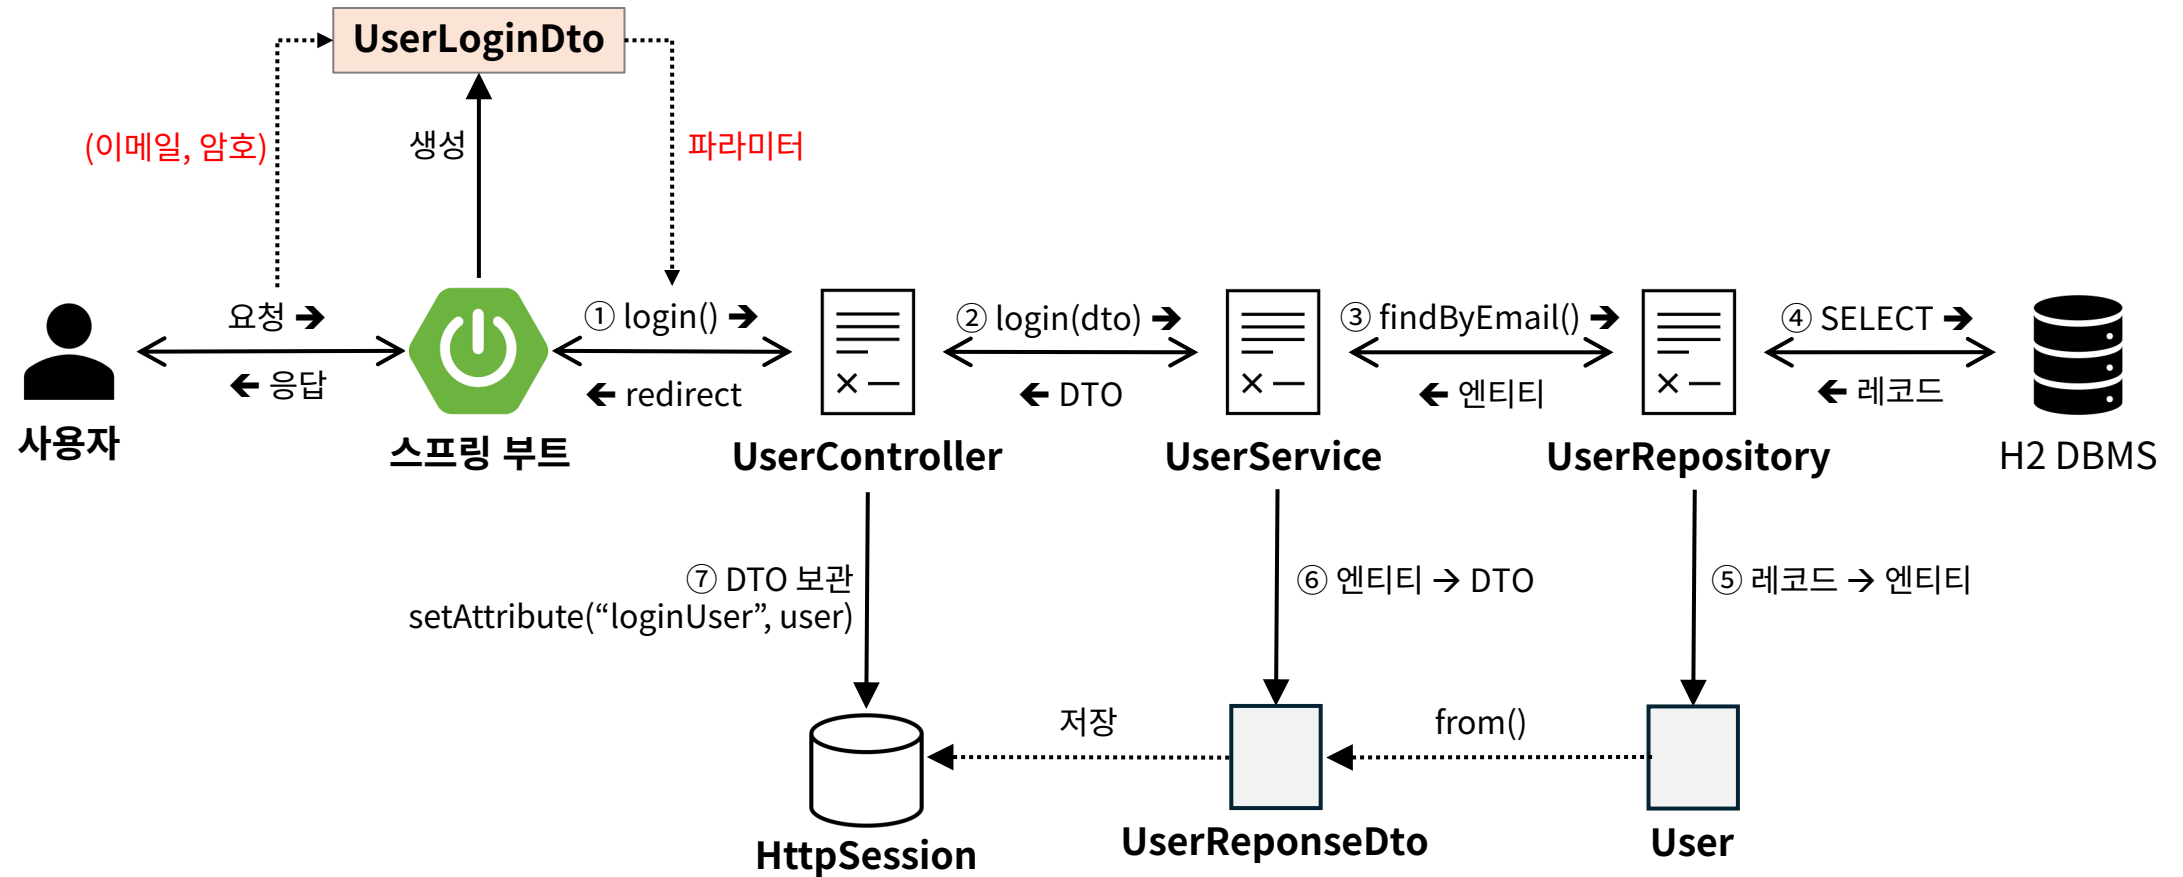 UserLoginDto
(이메일, 암호)
생성
파라미터
요청 →
← 응답
① login() →
← redirect
② login(dto) →
← DTO
③ findByEmail() →
← 엔티티
④ SELECT →
← 레코드
사용자
스프링 부트
UserController
UserService
UserRepository
H2 DBMS
⑦ DTO 보관
setAttribute(“loginUser”, user)
⑥ 엔티티 → DTO
⑤ 레코드 → 엔티티
저장
from()
HttpSession
UserReponseDto
User